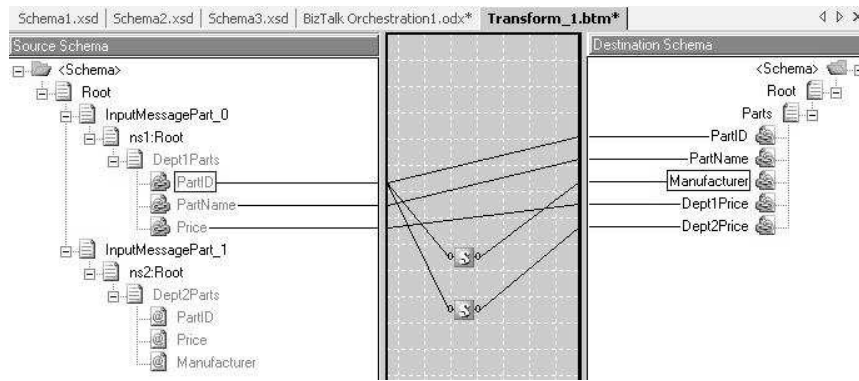 Schema1.xsd | Schema2.xsd | Schema3.xsd | BizTalk Orchestration1.odx* | Transform_1.btm*
Source Schema
<Schema>
Root
InputMessagePart_0
ns1:Root
Dept1Parts
PartID
PartName
Price
InputMessagePart_1
ns2:Root
Dept2Parts
PartID
Price
Manufacturer
Destination Schema
<Schema>
Root
Parts
PartID
PartName
Manufacturer
Dept1Price
Dept2Price